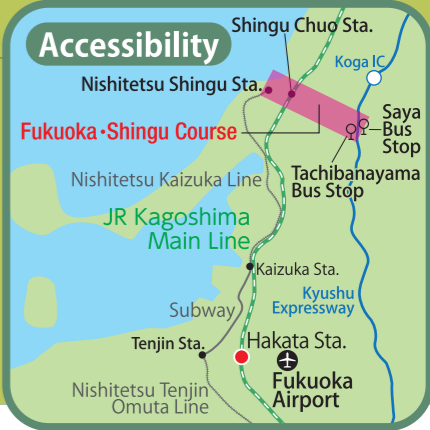 Accessibility
Shingu Chuo Sta.
Koga IC
Nishitetsu Shingu Sta.
Saya
Bus
Stop
Fukuoka・Shingu Course
Tachibanayama
Bus Stop
Nishitetsu Kaizuka Line
JR Kagoshima
Main Line
Kaizuka Sta.
Kyushu
Expressway
Subway
Tenjin Sta.
Hakata Sta.
Fukuoka
Airport
Nishitetsu Tenjin
Omuta Line